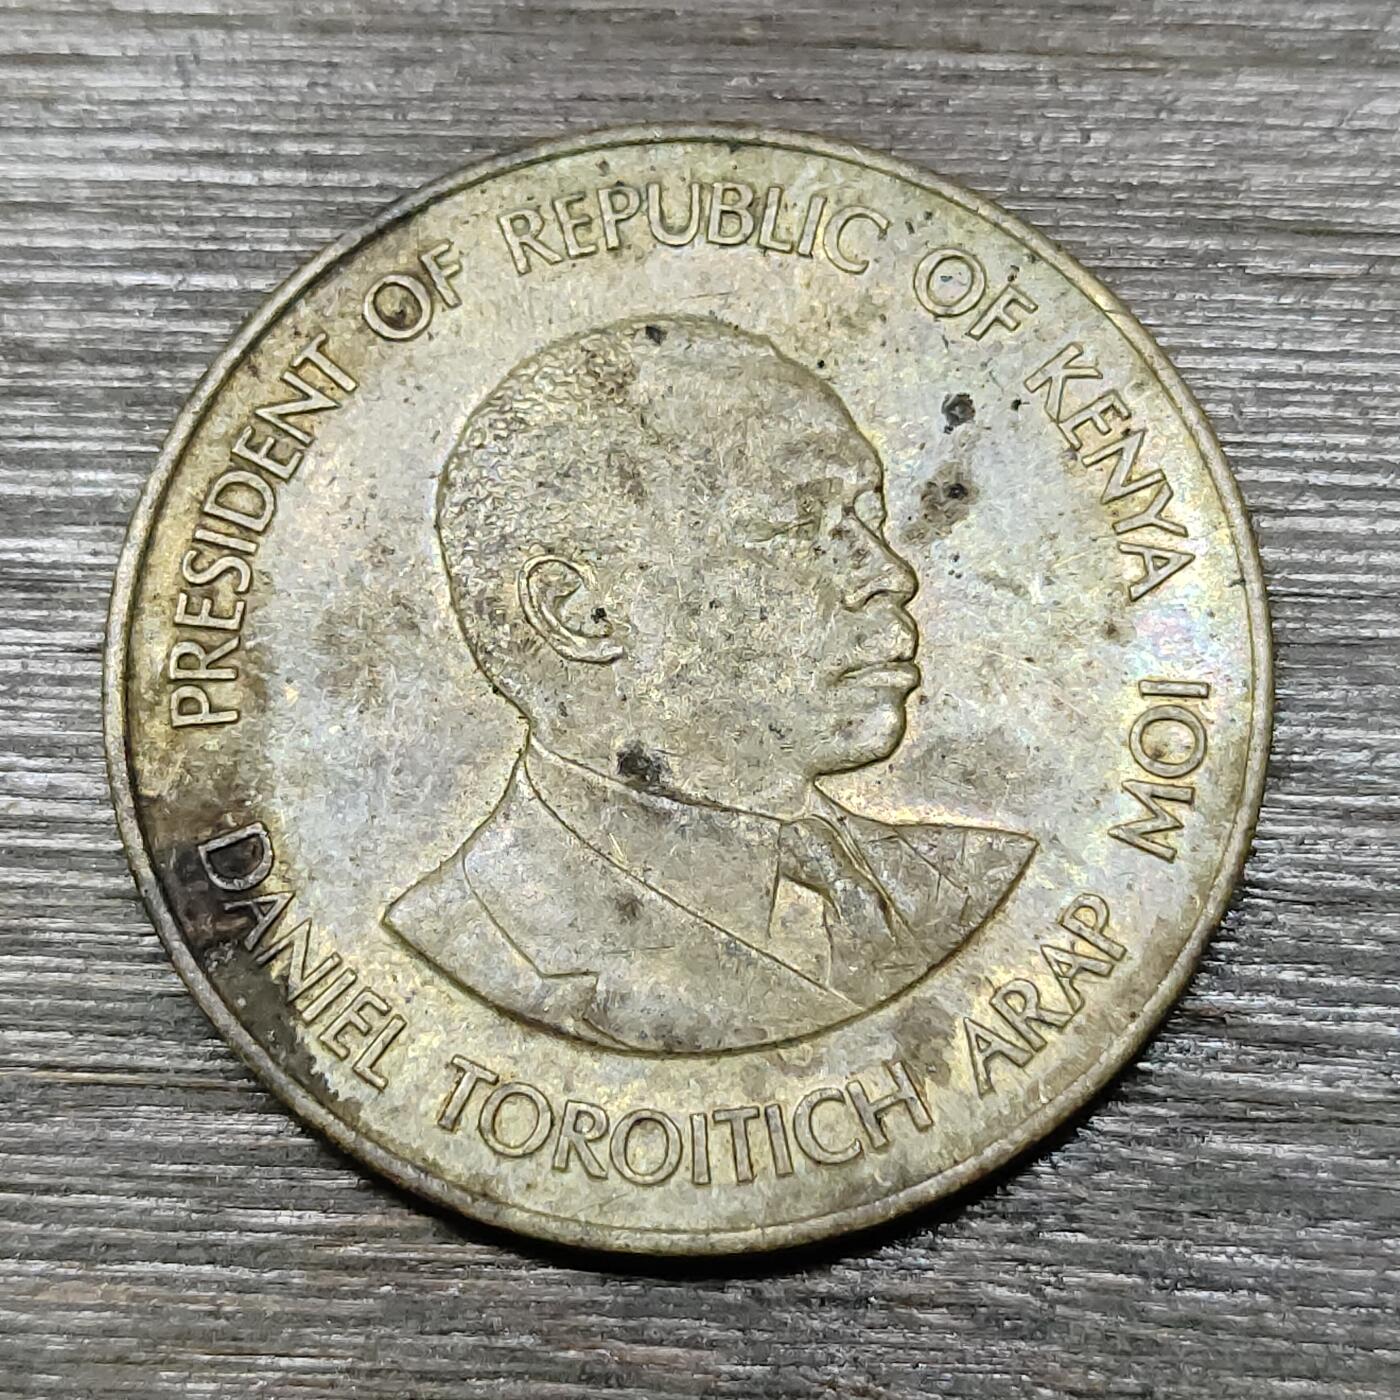 PRESIDENT OF REPUBLIC OF KENYA
DANIEL TOROITICH ARAP MOI